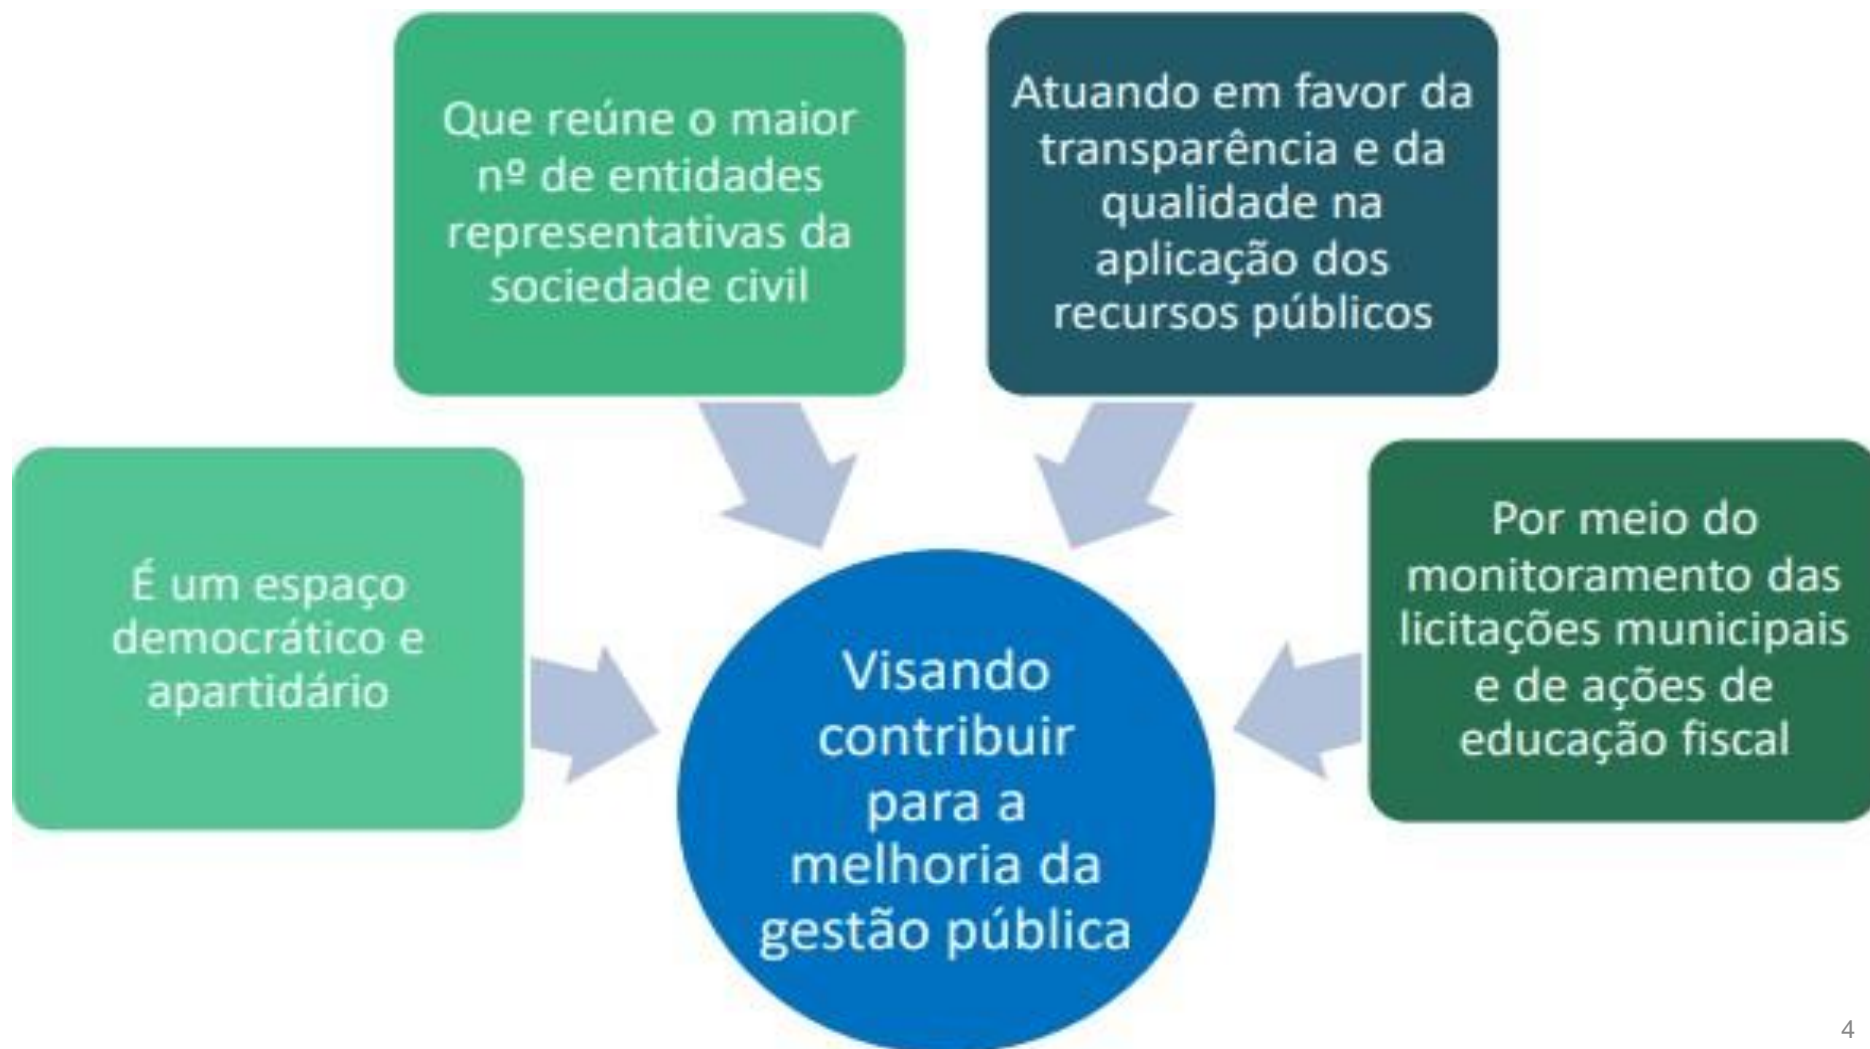 Que reúne o maior
nº de entidades
representativas da
sociedade civil
Atuando em favor da
transparência e da
qualidade na
aplicação dos
recursos públicos
É um espaço
democrático e
apartidário
Por meio do
monitoramento das
licitações municipais
e de ações de
educação fiscal
Visando
contribuir
para a
melhoria da
gestão pública
4